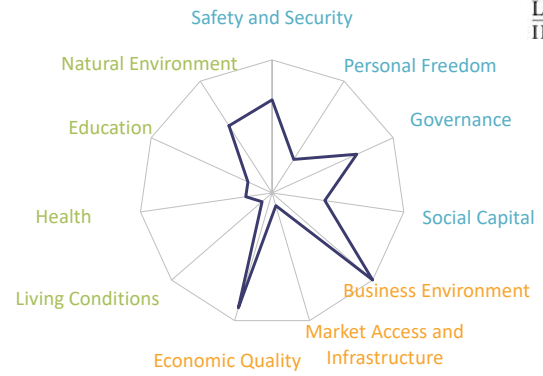 Safety and Security
Natural Environment
Personal Freedom
Education
Governance
Health
Social Capital
Living Conditions
Business Environment
Economic Quality
Market Access and
Infrastructure